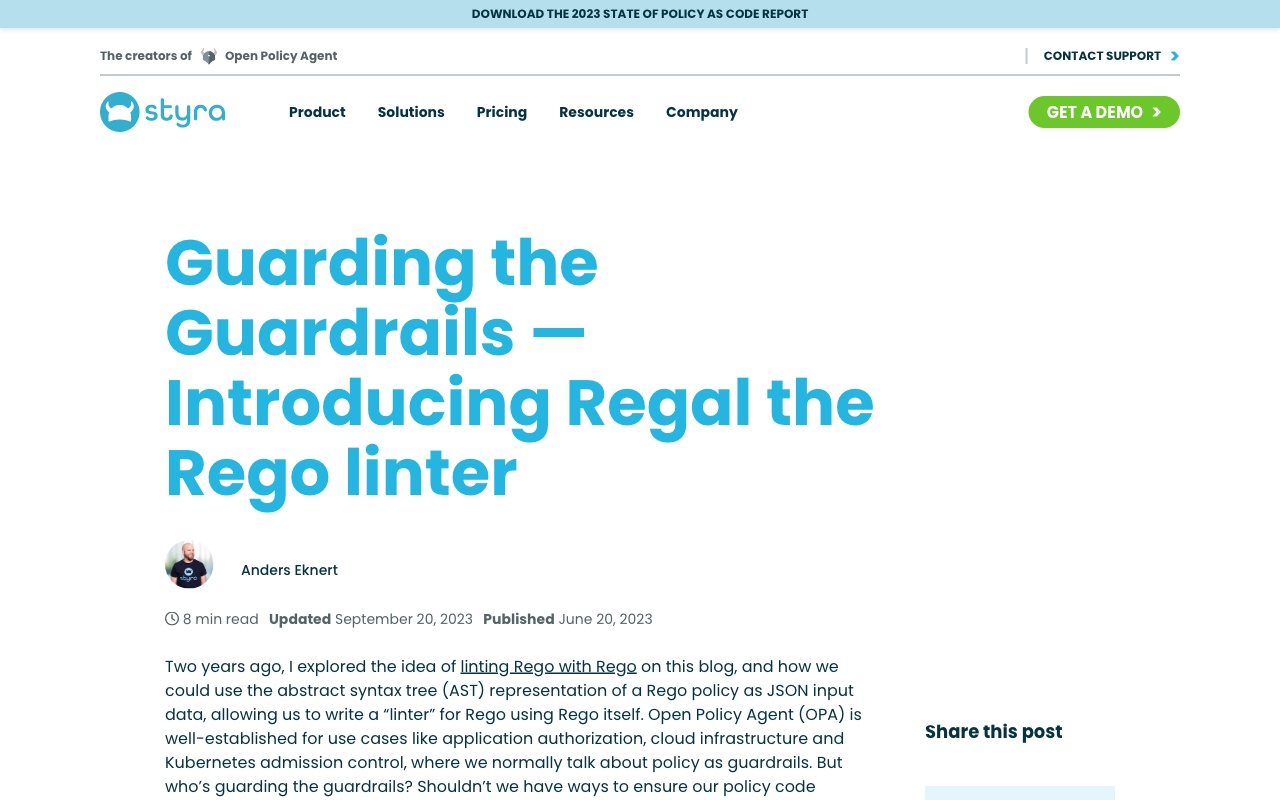 DOWNLOAD THE 2023 STATE OF POLICY AS CODE REPORT
The creators of Open Policy Agent
CONTACT SUPPORT
styra
Product Solutions Pricing Resources Company
GET A DEMO
Guarding the
Guardrails —
Introducing Regal the
Rego linter
Anders Eknert
8 min read Updated September 20, 2023 Published June 20, 2023
Two years ago, I explored the idea of linting Rego with Rego on this blog, and how we
could use the abstract syntax tree (AST) representation of a Rego policy as JSON input
data, allowing us to write a “linter” for Rego using Rego itself. Open Policy Agent (OPA) is
well-established for use cases like application authorization, cloud infrastructure and
Kubernetes admission control, where we normally talk about policy as guardrails. But
who’s guarding the guardrails? Shouldn’t we have ways to ensure our policy code
Share this post